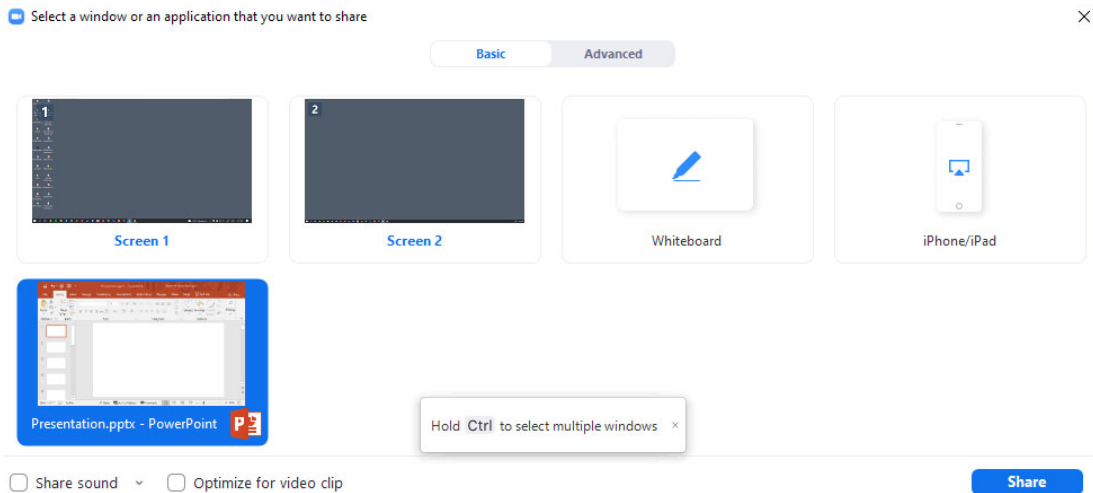 Select a window or an application that you want to share
Basic Advanced
1
2
Screen 1 Screen 2 Whiteboard iPhone/iPad
Presentation.pptx - PowerPoint
Hold Ctrl to select multiple windows
Share sound Optimize for video clip Share